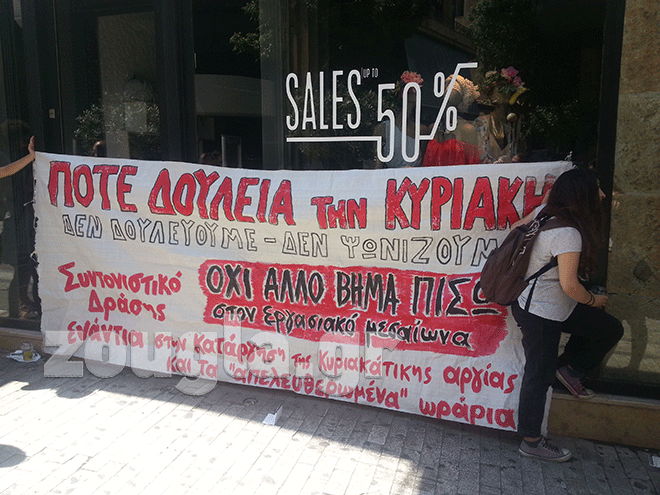 SALES UP TO 50%
ΠΟΤΕ ΔΟΥΛΕΙΑ ΤΗΝ ΚΥΡΙΑΚΗ
ΔΕΝ ΔΟΥΛΕΥΟΥΜΕ - ΔΕΝ ΨΩΝΙΖΟΥΜ
Συντονιστικό
Δράσης
ΟΧΙ ΑΛΛΟ ΒΗΜΑ ΠΙΣΩ
στον εργασιακό μεσαίωνα
ενάντια στην κατάργηση της Κυριακάτικης αργίας
και τα "απελευθερωμένα" ωράρια
zougla.gr